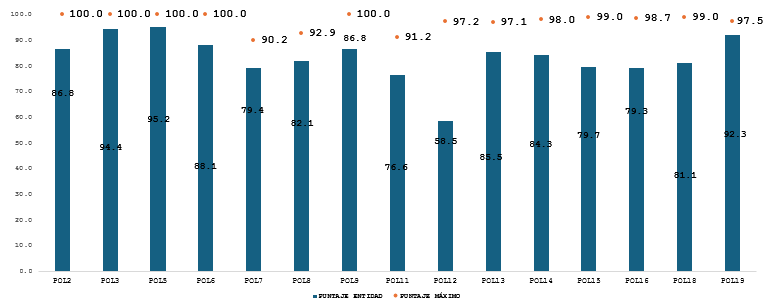 100.0 100.0 100.0 100.0 90.2 92.9 100.0 91.2 97.2 97.1 98.0 99.0 98.7 99.0 97.5
86.8 94.4 95.2 88.1 79.4 82.1 86.8 76.6 58.5 85.5 84.3 79.7 79.3 81.1 92.3
100.0
90.0
80.0
70.0
60.0
50.0
40.0
30.0
20.0
10.0
0.0
POL2 POL3 POL5 POL6 POL7 POL8 POL9 POL11 POL12 POL13 POL14 POL15 POL16 POL18 POL19
PUNTAJE ENTIDAD PUNTAJE MÁXIMO